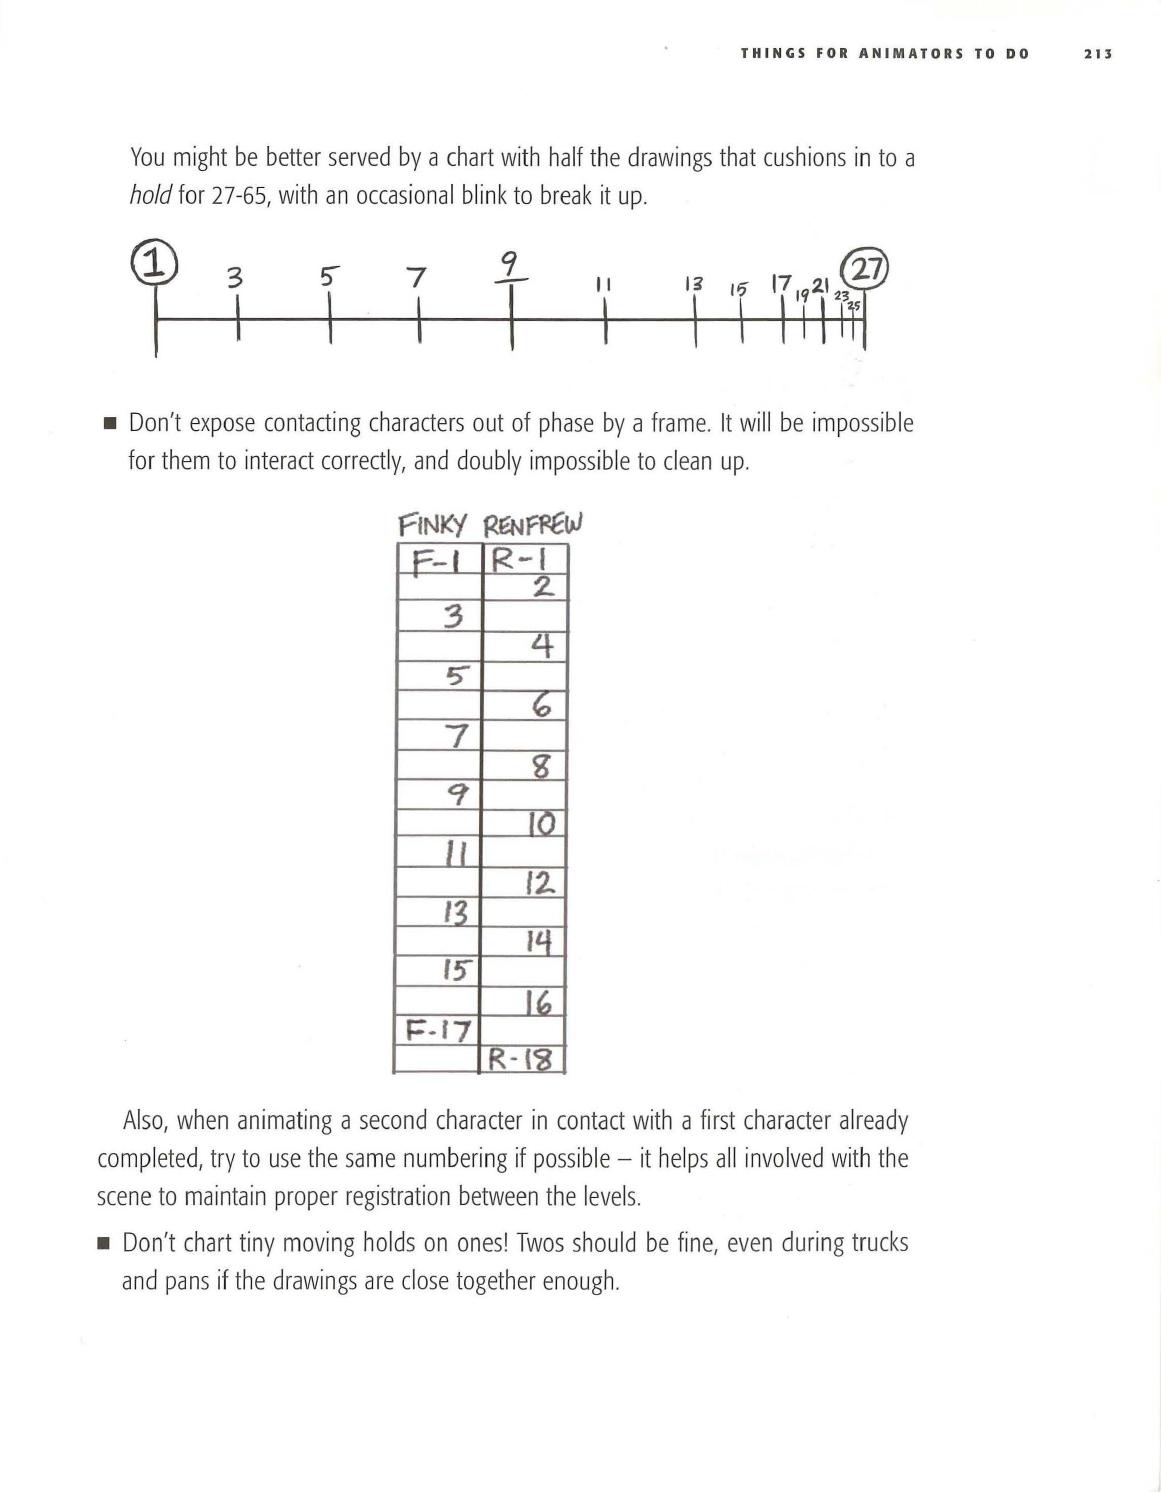 THINGS FOR ANIMATORS TO DO 213
You might be better served by a chart with half the drawings that cushions in to a
hold for 27-65, with an occasional blink to break it up.
1 3 5 7 9 11 13 15 17 19 21 23 25 27
■ Don't expose contacting characters out of phase by a frame. It will be impossible
for them to interact correctly, and doubly impossible to clean up.
FINKY RENFREW
F-1 R-1
2
3
4
5
6
7
8
9
10
11
12
13
14
15
16
F-17
R-18
Also, when animating a second character in contact with a first character already
completed, try to use the same numbering if possible – it helps all involved with the
scene to maintain proper registration between the levels.
■ Don't chart tiny moving holds on ones! Twos should be fine, even during trucks
and pans if the drawings are close together enough.